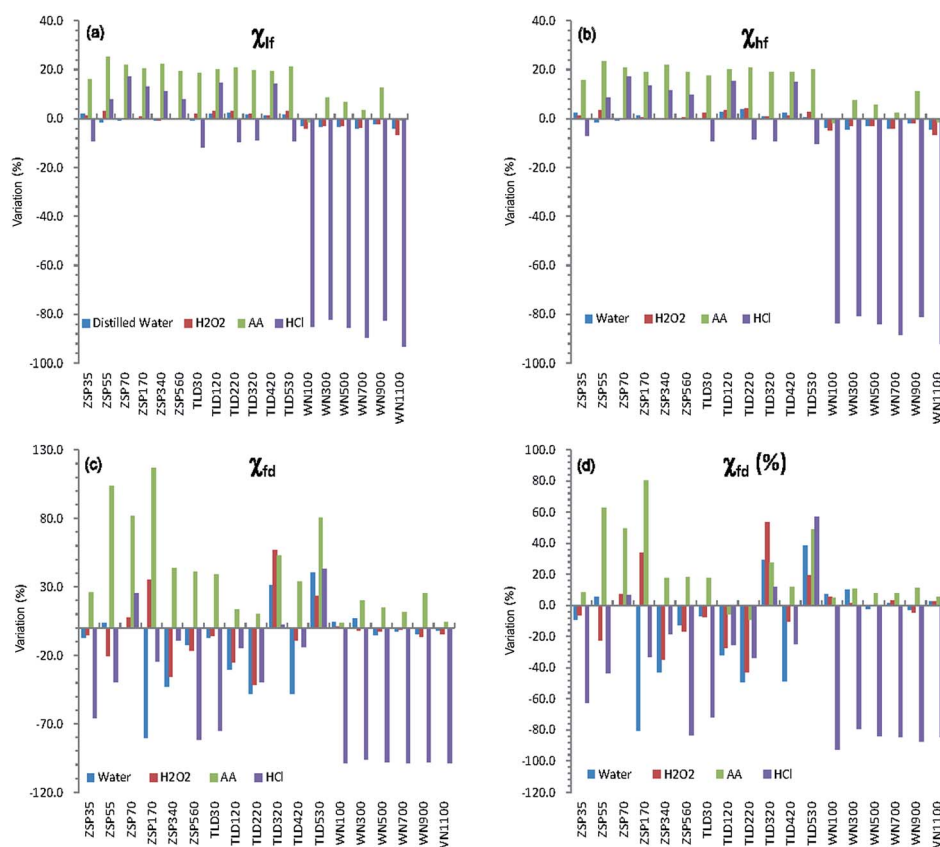 (a)
χlf
40.0
20.0
0.0
-20.0
-40.0
-60.0
-80.0
-100.0
Variation (%)
Distilled Water H2O2 AA HCl
ZSP35 ZSP55 ZSP70 ZSP170 ZSP340 ZSP560 TLD30 TLD120 TLD220 TLD320 TLD420 TLD530 WN100 WN300 WN500 WN700 WN900 WN1100
(b)
χhf
40.0
20.0
0.0
-20.0
-40.0
-60.0
-80.0
-100.0
Variation (%)
Water H2O2 AA HCl
ZSP35 ZSP55 ZSP70 ZSP170 ZSP340 ZSP560 TLD30 TLD120 TLD220 TLD320 TLD420 TLD530 WN100 WN300 WN500 WN700 WN900 WN1100
(c)
χfd
130.0
80.0
30.0
-20.0
-70.0
-120.0
Variation (%)
Water H2O2 AA HCl
ZSP35 ZSP55 ZSP70 ZSP170 ZSP340 ZSP560 TLD30 TLD120 TLD220 TLD320 TLD420 TLD530 WN100 WN300 WN500 WN700 WN900 WN1100
(d)
χfd (%)
100.0
80.0
60.0
40.0
20.0
0.0
-20.0
-40.0
-60.0
-80.0
-100.0
-120.0
Variation (%)
Water H2O2 AA HCl
ZSP35 ZSP55 ZSP70 ZSP170 ZSP340 ZSP560 TLD30 TLD120 TLD220 TLD320 TLD420 TLD530 WN100 WN300 WN500 WN700 WN900 WN1100